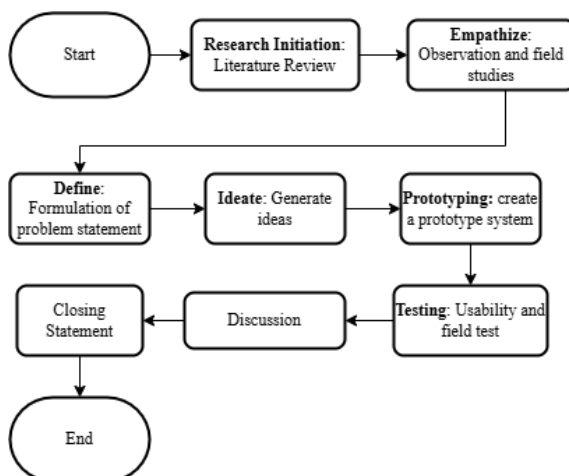 Start
Research Initiation:
Literature Review
Empathize:
Observation and field
studies
Define:
Formulation of
problem statement
Ideate: Generate
ideas
Prototyping: create
a prototype system
Testing: Usability and
field test
Discussion
Closing
Statement
End